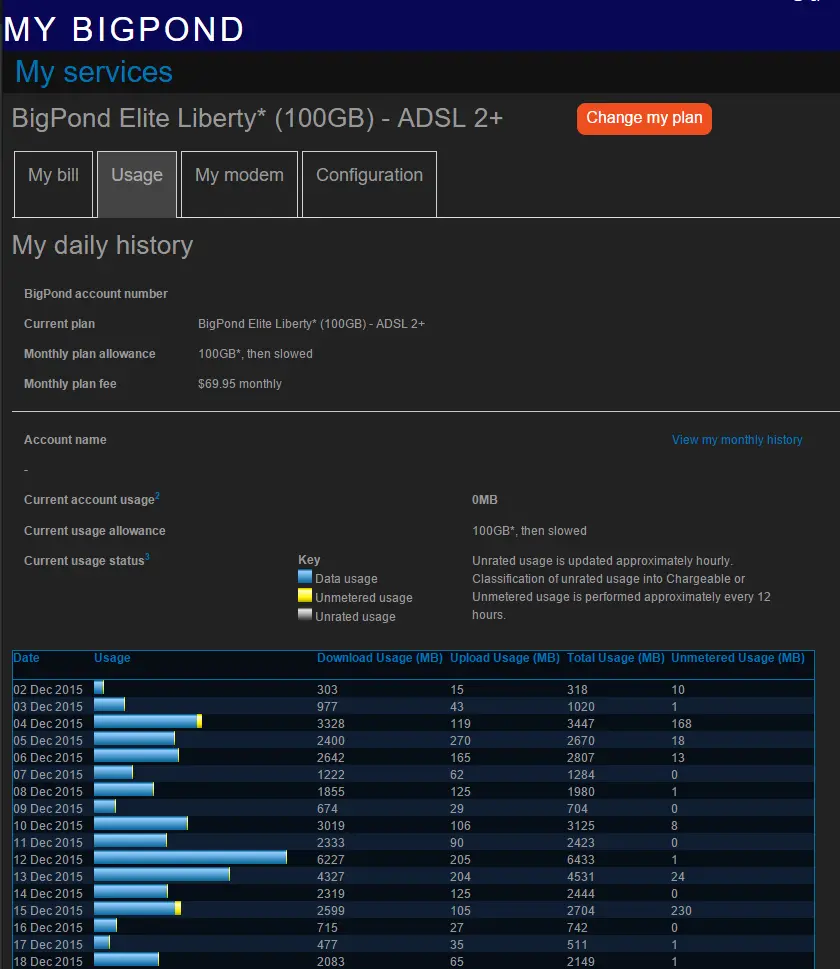 MY BIGPOND
My services
BigPond Elite Liberty* (100GB) - ADSL 2+ Change my plan
My bill Usage My modem Configuration
My daily history
BigPond account number
Current plan BigPond Elite Liberty* (100GB) - ADSL 2+
Monthly plan allowance 100GB*, then slowed
Monthly plan fee $69.95 monthly
Account name View my monthly history
-
Current account usage2 0MB
Current usage allowance 100GB*, then slowed
Current usage status3 Key Unrated usage is updated approximately hourly.
Data usage Classification of unrated usage into Chargeable or
Unmetered usage Unmetered usage is performed approximately every 12
Unrated usage hours.
Date Usage Download Usage (MB) Upload Usage (MB) Total Usage (MB) Unmetered Usage (MB)
02 Dec 2015 303 15 318 10
03 Dec 2015 977 43 1020 1
04 Dec 2015 3328 119 3447 168
05 Dec 2015 2400 270 2670 18
06 Dec 2015 2642 165 2807 13
07 Dec 2015 1222 62 1284 0
08 Dec 2015 1855 125 1980 1
09 Dec 2015 674 29 704 0
10 Dec 2015 3019 106 3125 8
11 Dec 2015 2333 90 2423 0
12 Dec 2015 6227 205 6433 1
13 Dec 2015 4327 204 4531 24
14 Dec 2015 2319 125 2444 0
15 Dec 2015 2599 105 2704 230
16 Dec 2015 715 27 742 0
17 Dec 2015 477 35 511 1
18 Dec 2015 2083 65 2149 1